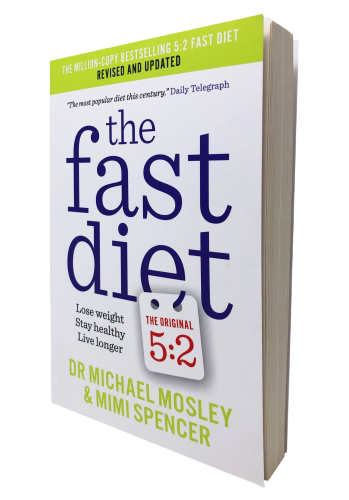 THE MILLION-COPY BESTSELLING 5:2 FAST DIET
REVISED AND UPDATED
"The most popular diet this century." Daily Telegraph
the
fast
diet
Lose weight
Stay healthy
Live longer
THE ORIGINAL
5:2
DR MICHAEL MOSLEY
& MIMI SPENCER